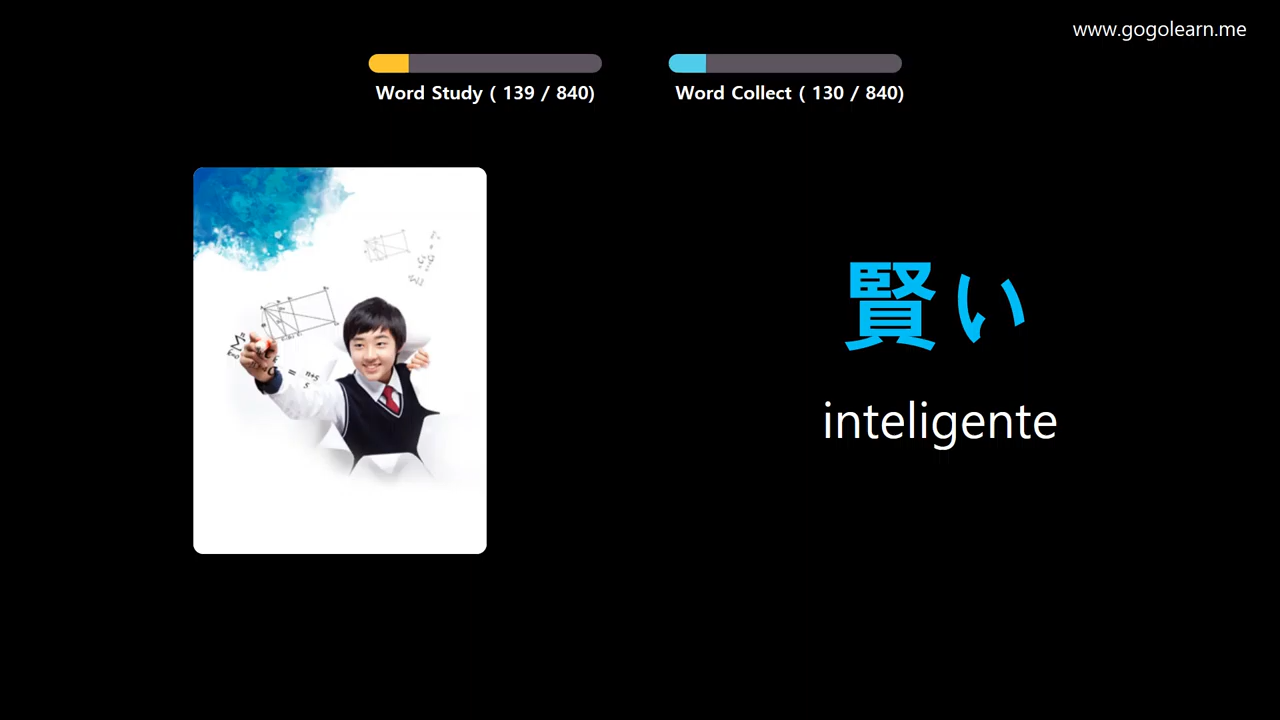 www.gogolearn.me
Word Study ( 139 / 840)
Word Collect ( 130 / 840)
賢い
inteligente